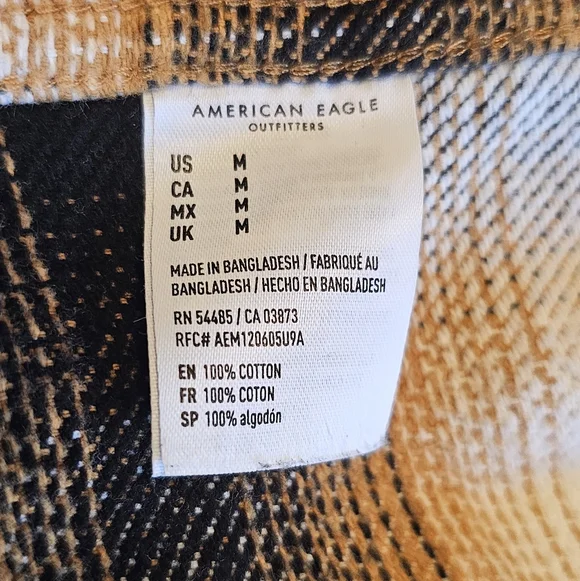 AMERICAN EAGLE
OUTFITTERS
US M
CA M
MX M
UK M
MADE IN BANGLADESH / FABRIQUÉ AU
BANGLADESH / HECHO EN BANGLADESH
RN 54485 / CA 03873
RFC# AEM120605U9A
EN 100% COTTON
FR 100% COTON
SP 100% algodón